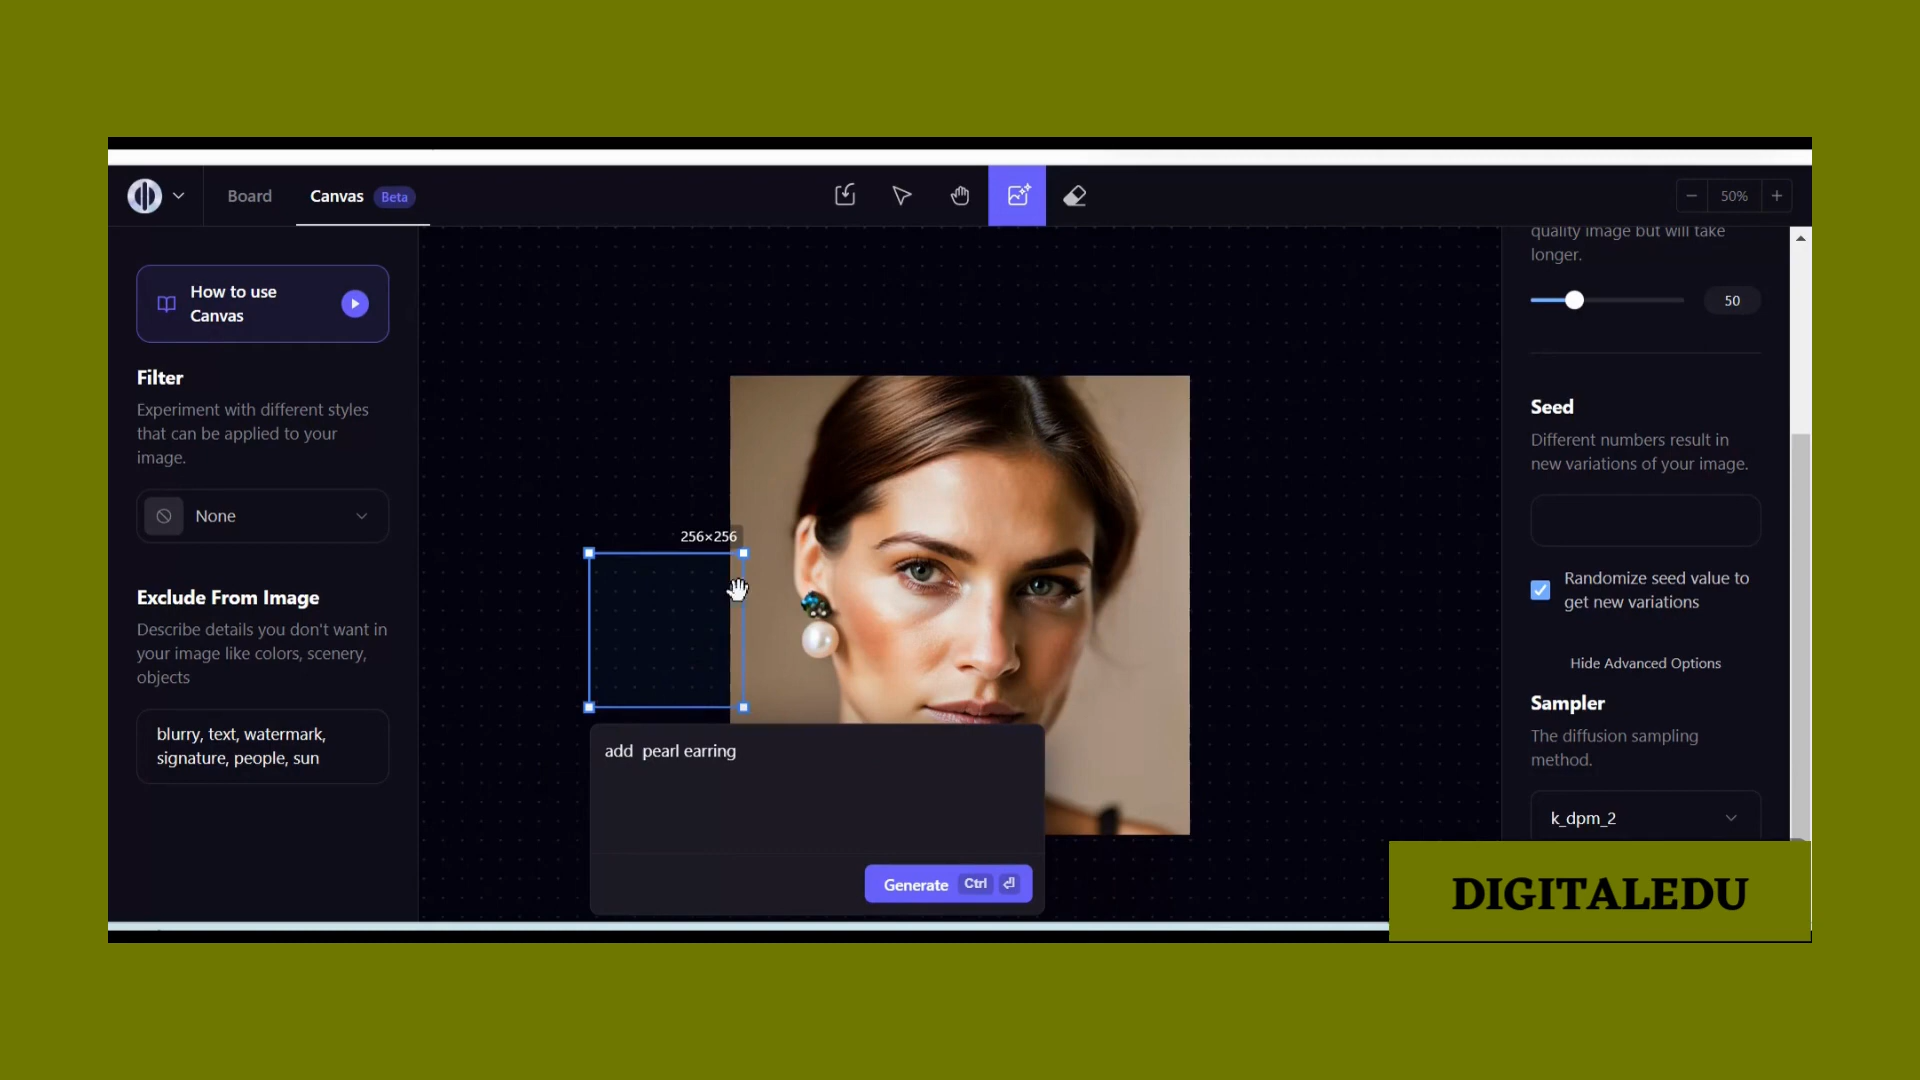 Board
Canvas Beta
50%
How to use
Canvas
Filter
Experiment with different styles
that can be applied to your
image.
None
Exclude From Image
Describe details you don't want in
your image like colors, scenery,
objects
blurry, text, watermark,
signature, people, sun
256×256
add  pearl earring
Generate Ctrl
quality image but will take
longer.
50
Seed
Different numbers result in
new variations of your image.
Randomize seed value to
get new variations
Hide Advanced Options
Sampler
The diffusion sampling
method.
k_dpm_2
DIGITALEDU